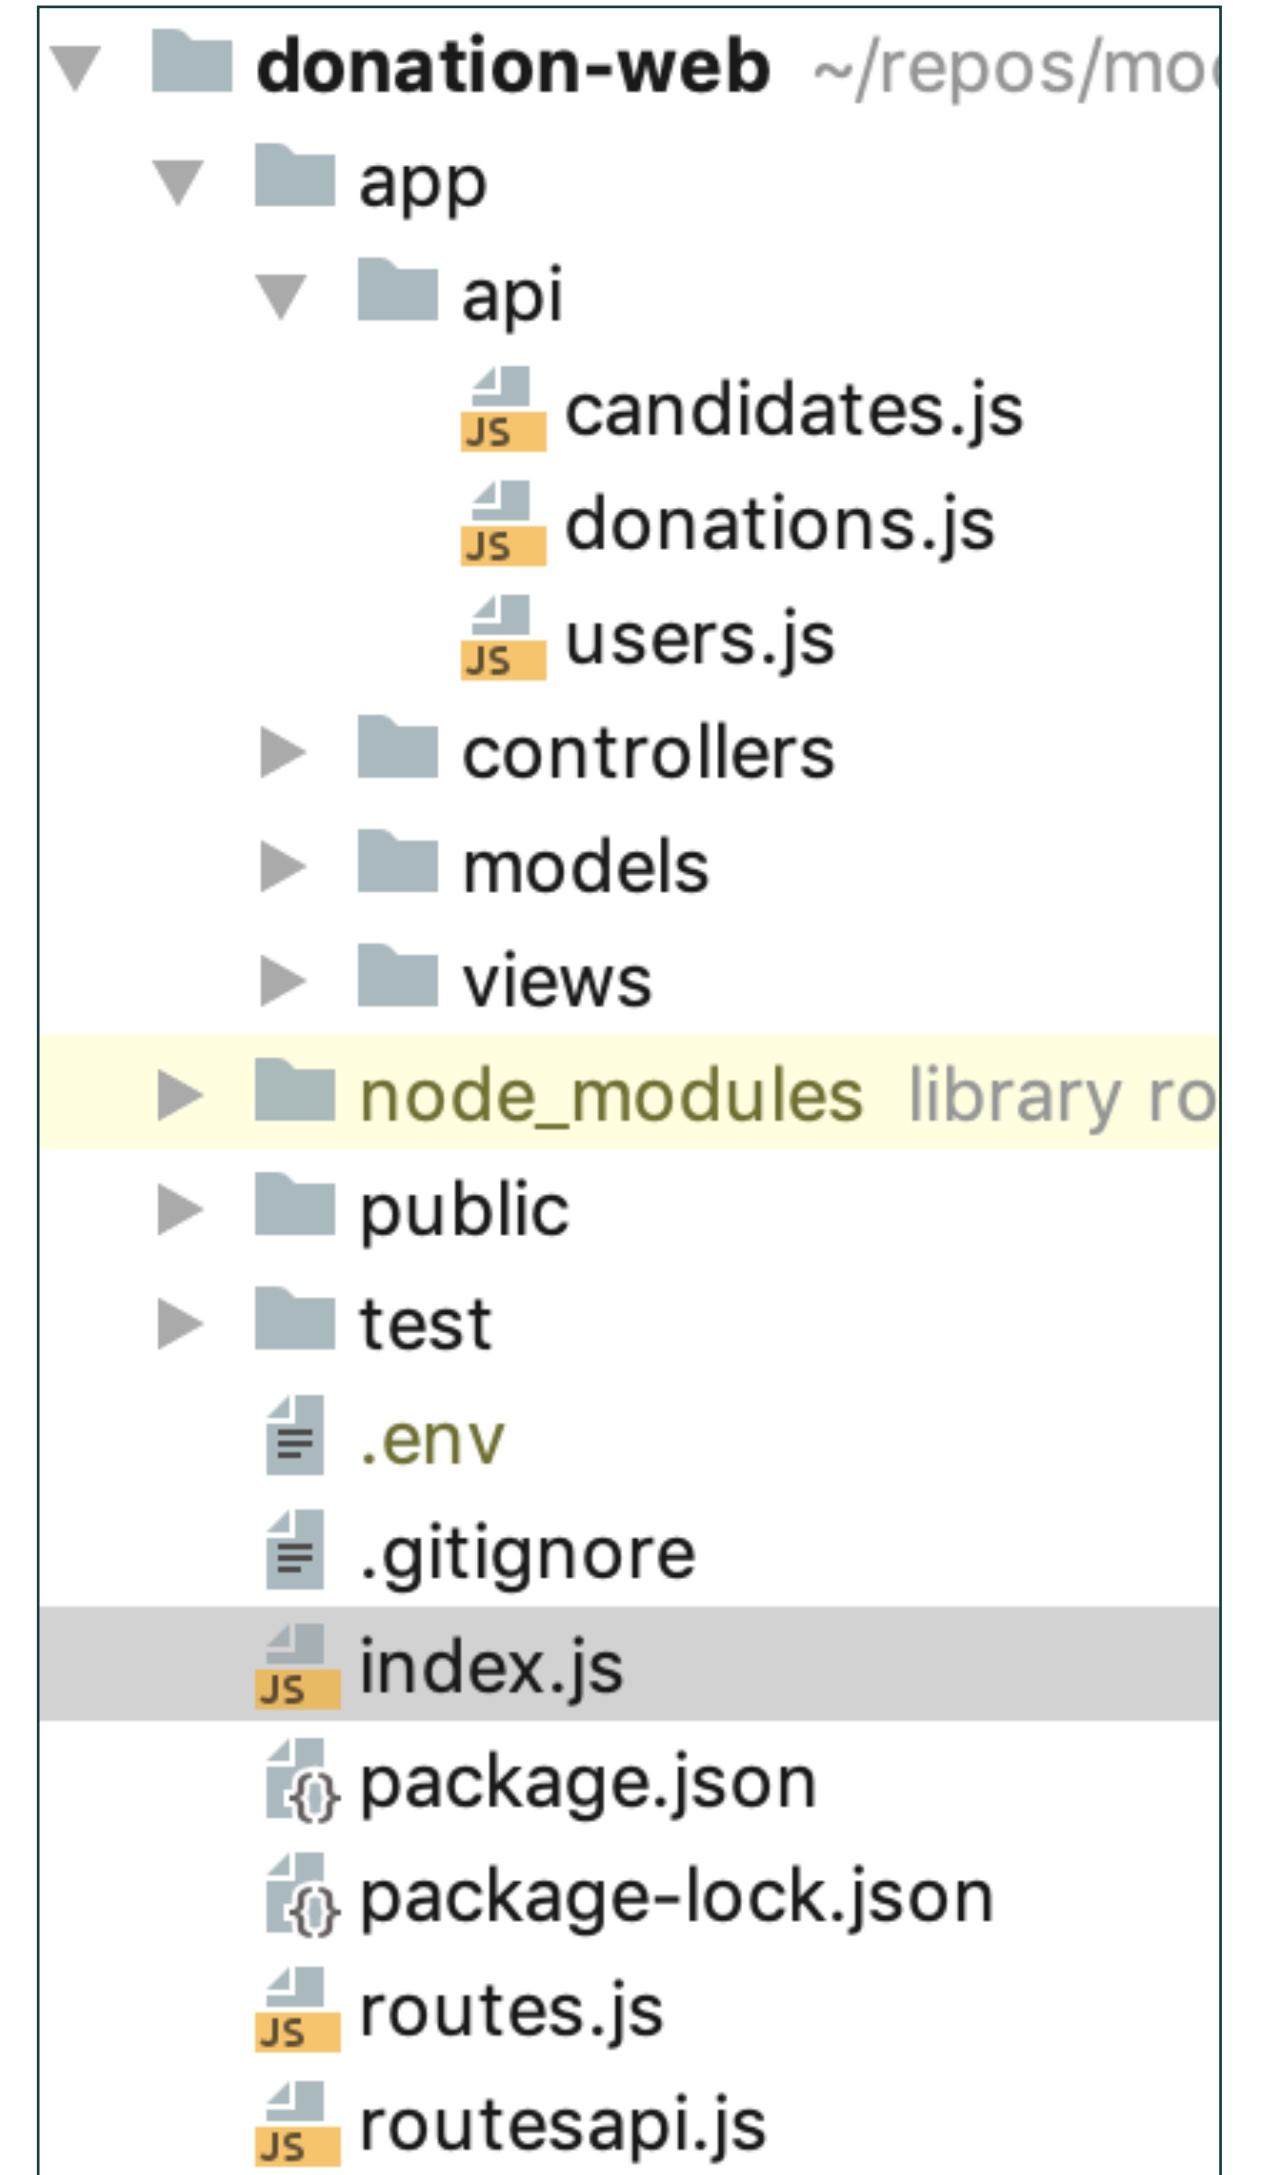 donation-web ~/repos/mo
app
api
JS candidates.js
JS donations.js
JS users.js
controllers
models
views
node_modules library ro
public
test
.env
.gitignore
JS index.js
{} package.json
{} package-lock.json
JS routes.js
JS routesapi.js